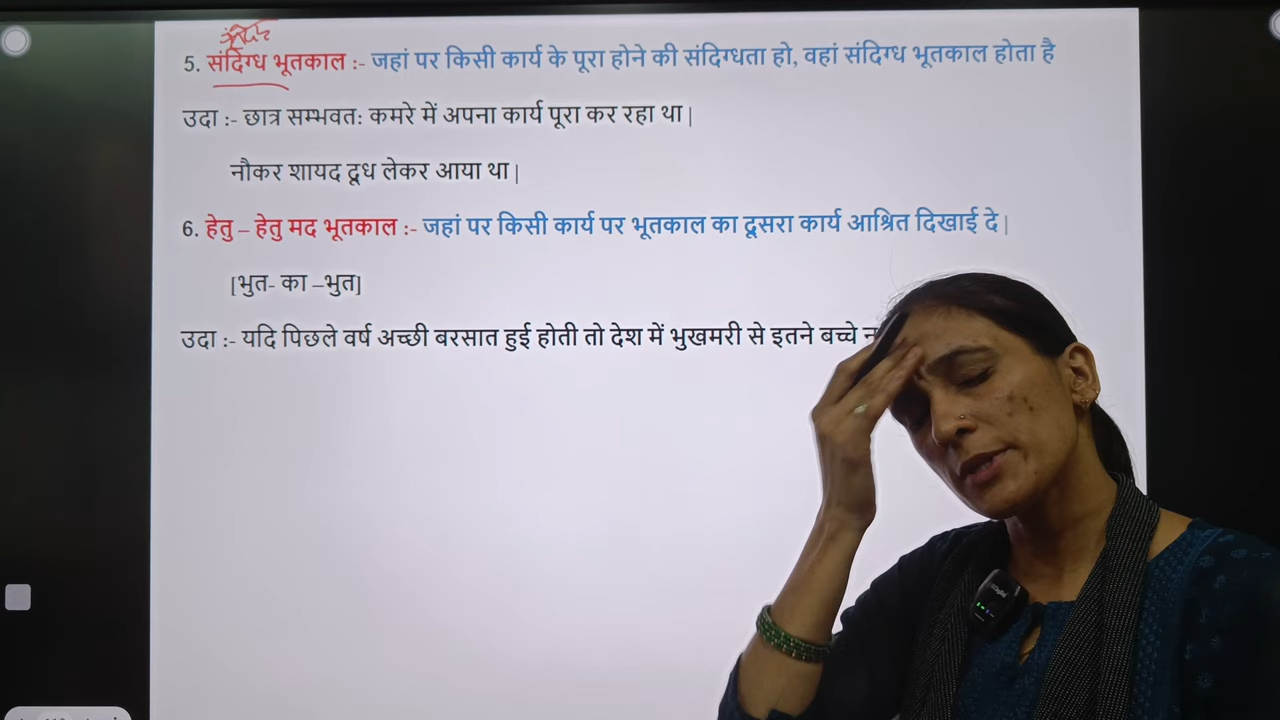 5. संदिग्ध भूतकाल :- जहां पर किसी कार्य के पूरा होने की संदिग्धता हो, वहां संदिग्ध भूतकाल होता है
उदा :- छात्र सम्भवत: कमरे में अपना कार्य पूरा कर रहा था |
नौकर शायद दूध लेकर आया था |
6. हेतु – हेतु मद भूतकाल :- जहां पर किसी कार्य पर भूतकाल का दूसरा कार्य आश्रित दिखाई दे |
[भुत- का –भुत]
उदा :- यदि पिछले वर्ष अच्छी बरसात हुई होती तो देश में भुखमरी से इतने बच्चे